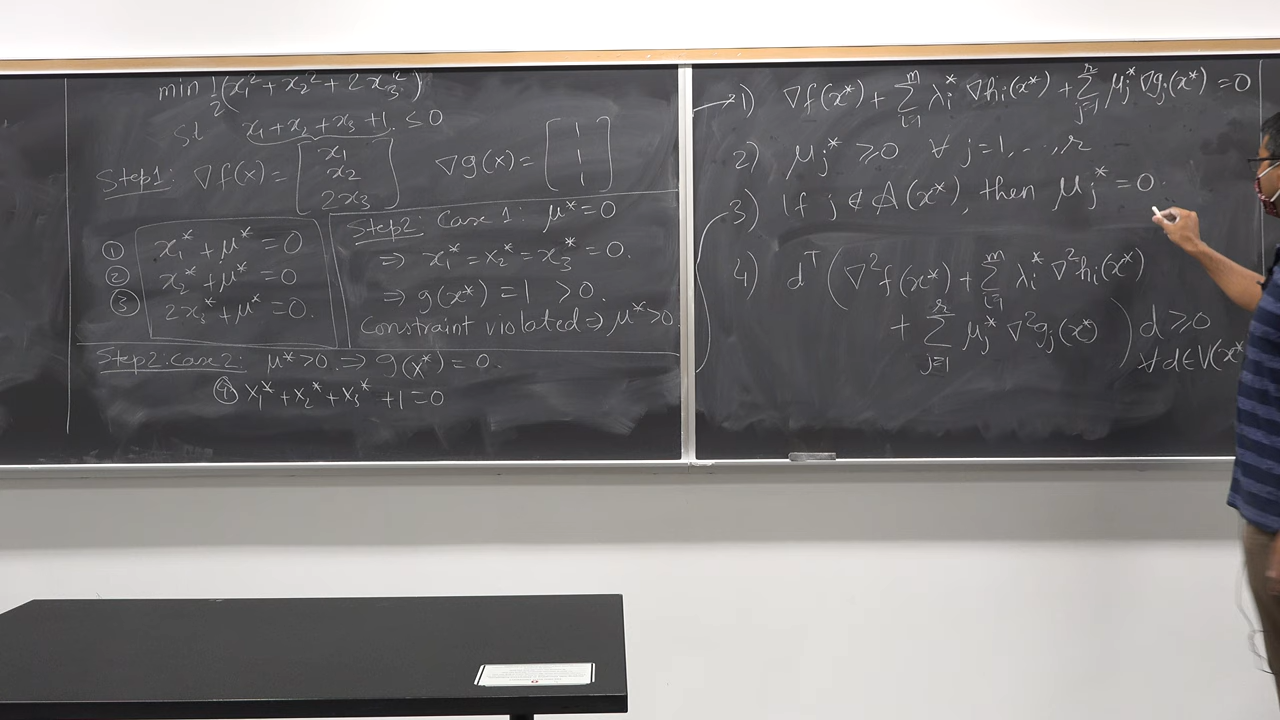 min ½(x₁² + x₂² + 2x₃²)
St x₁ + x₂ + x₃ + 1 ≤ 0
Step1: ∇f(x) = [x₁ x₂ 2x₃] ∇g(x) = [1 1 1]
① x₁* + μ* = 0
② x₂* + μ* = 0
③ 2x₃* + μ* = 0.
Step2: Case 1: μ* = 0
⇒ x₁* = x₂* = x₃* = 0.
⇒ g(x*) = 1 > 0.
Constraint violated ⇒ μ* > 0.
Step2: Case 2: μ* > 0. ⇒ g(x*) = 0.
④ x₁* + x₂* + x₃* + 1 = 0
1) ∇f(x*) + ∑_{i=1}^{m} λᵢ* ∇hᵢ(x*) + ∑_{j=1}^{r} μⱼ* ∇gⱼ(x*) = 0
2) μⱼ* ≥ 0 ∀ j = 1, ..., r
3) If j ∉ A(x*), then μⱼ* = 0.
4) dᵀ(∇²f(x*) + ∑_{i=1}^{m} λᵢ* ∇²hᵢ(x*)
+ ∑_{j=1}^{r} μⱼ* ∇²gⱼ(x*)) d ≥ 0
∀ d ∈ V(x*